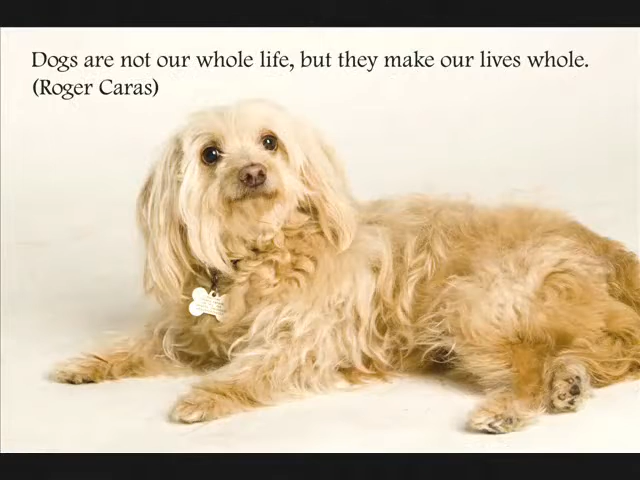 Dogs are not our whole life, but they make our lives whole.
(Roger Caras)